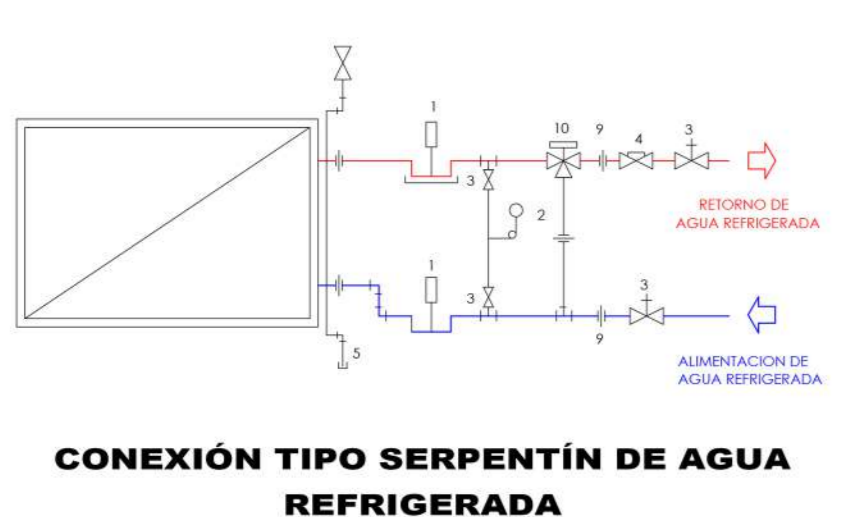 1
10
9
4
3
RETORNO DE
AGUA REFRIGERADA
3
2
1
3
3
9
5
ALIMENTACION DE
AGUA REFRIGERADA
CONEXIÓN TIPO SERPENTÍN DE AGUA
REFRIGERADA